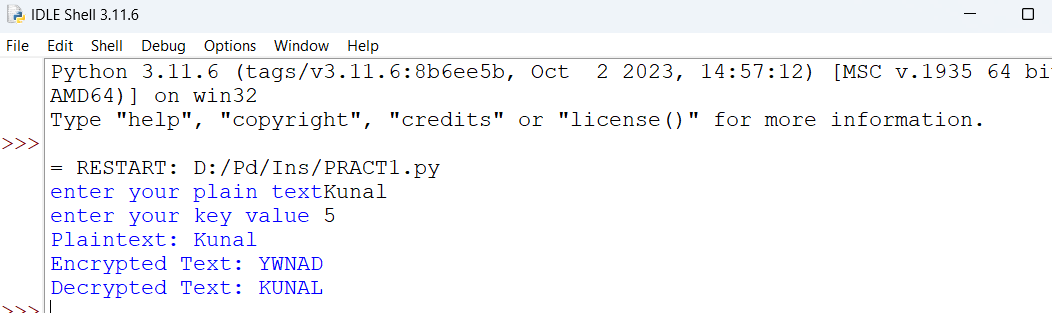 IDLE Shell 3.11.6
File Edit Shell Debug Options Window Help
Python 3.11.6 (tags/v3.11.6:8b6ee5b, Oct  2 2023, 14:57:12) [MSC v.1935 64 bi
AMD64)] on win32
Type "help", "copyright", "credits" or "license()" for more information.
>>>
= RESTART: D:/Pd/Ins/PRACT1.py
enter your plain textKunal
enter your key value 5
Plaintext: Kunal
Encrypted Text: YWNAD
Decrypted Text: KUNAL
>>>